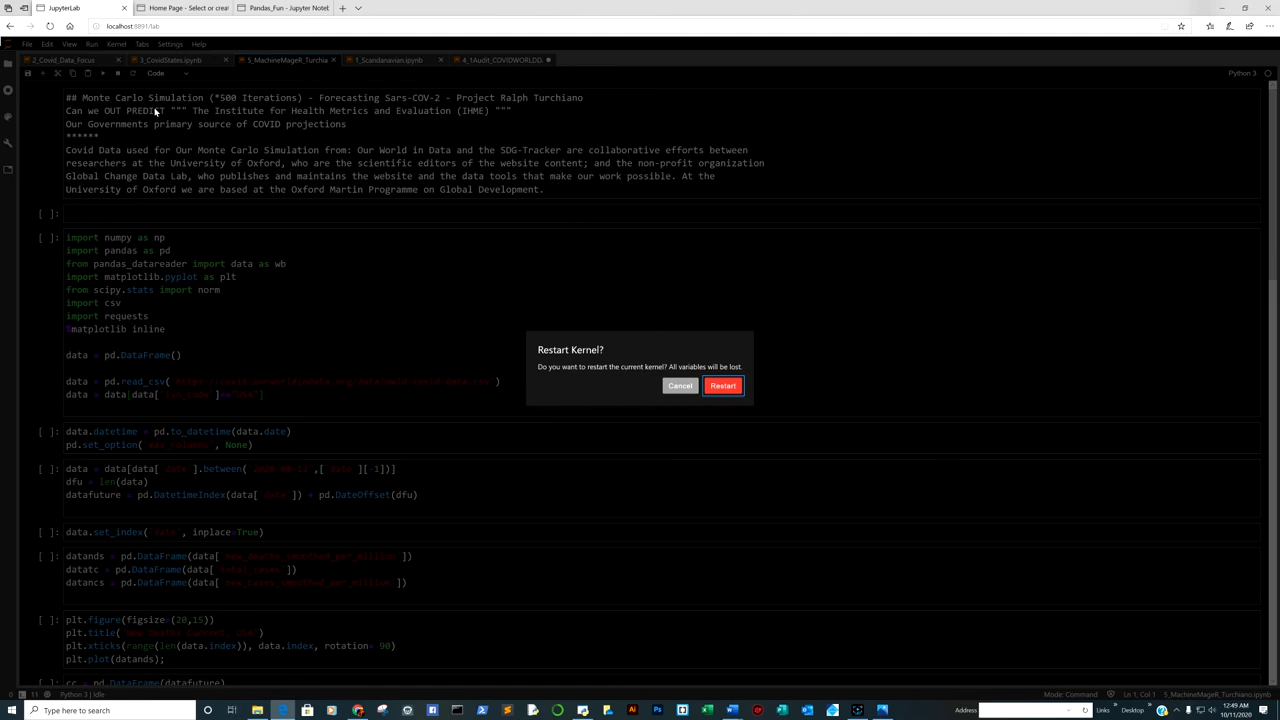 JupyterLab
Home Page - Select or creat
Pandas_Fun - Jupyter Notet
localhost:8891/lab
File Edit View Run Kernel Tabs Settings Help
2_Covid_Data_Focus
3_CovidStates.ipynb
5_MachineMageR_Turchia
1_Scandanavian.ipynb
4_1Audit_COVIDWORLDD.
Code
Python 3
## Monte Carlo Simulation (*500 Iterations) - Forecasting Sars-COV-2 - Project Ralph Turchiano
Can we OUT PREDICT """ The Institute for Health Metrics and Evaluation (IHME) """
Our Governments primary source of COVID projections
******
Covid Data used for Our Monte Carlo Simulation from: Our World in Data and the SDG-Tracker are collaborative efforts between
researchers at the University of Oxford, who are the scientific editors of the website content; and the non-profit organization
Global Change Data Lab, who publishes and maintains the website and the data tools that make our work possible. At the
University of Oxford we are based at the Oxford Martin Programme on Global Development.
[ ]:
[ ]: import numpy as np
import pandas as pd
from pandas_datareader import data as wb
import matplotlib.pyplot as plt
from scipy.stats import norm
import csv
import requests
%matplotlib inline
data = pd.DataFrame()
data = pd.read_csv( )
data = data[data['iso_code']=="USA"]
Restart Kernel?
Do you want to restart the current kernel? All variables will be lost.
Cancel Restart
[ ]: data.datetime = pd.to_datetime(data.date)
pd.set_option('max_columns', None)
[ ]: data = data[data['date'].between( ,['date'][-1])]
dfu = len(data)
datafuture = pd.DatetimeIndex(data['date']) + pd.DateOffset(dfu)
[ ]: data.set_index('date', inplace=True)
[ ]: datands = pd.DataFrame(data['new_deaths_smoothed_per_million'])
datatc = pd.DataFrame(data['total_cases'])
datancs = pd.DataFrame(data['new_cases_smoothed_per_million'])
[ ]: plt.figure(figsize=(20,15))
plt.title( )
plt.xticks(range(len(data.index)), data.index, rotation= 90)
plt.plot(datands);
cc = pd.DataFrame(datafuture)
0 11 Python 3 | Idle
Mode: Command Ln 1, Col 1 5_MachineMageR_Turchiano.ipynb
Type here to search
Address
Links
Desktop
12:49 AM
10/11/2020